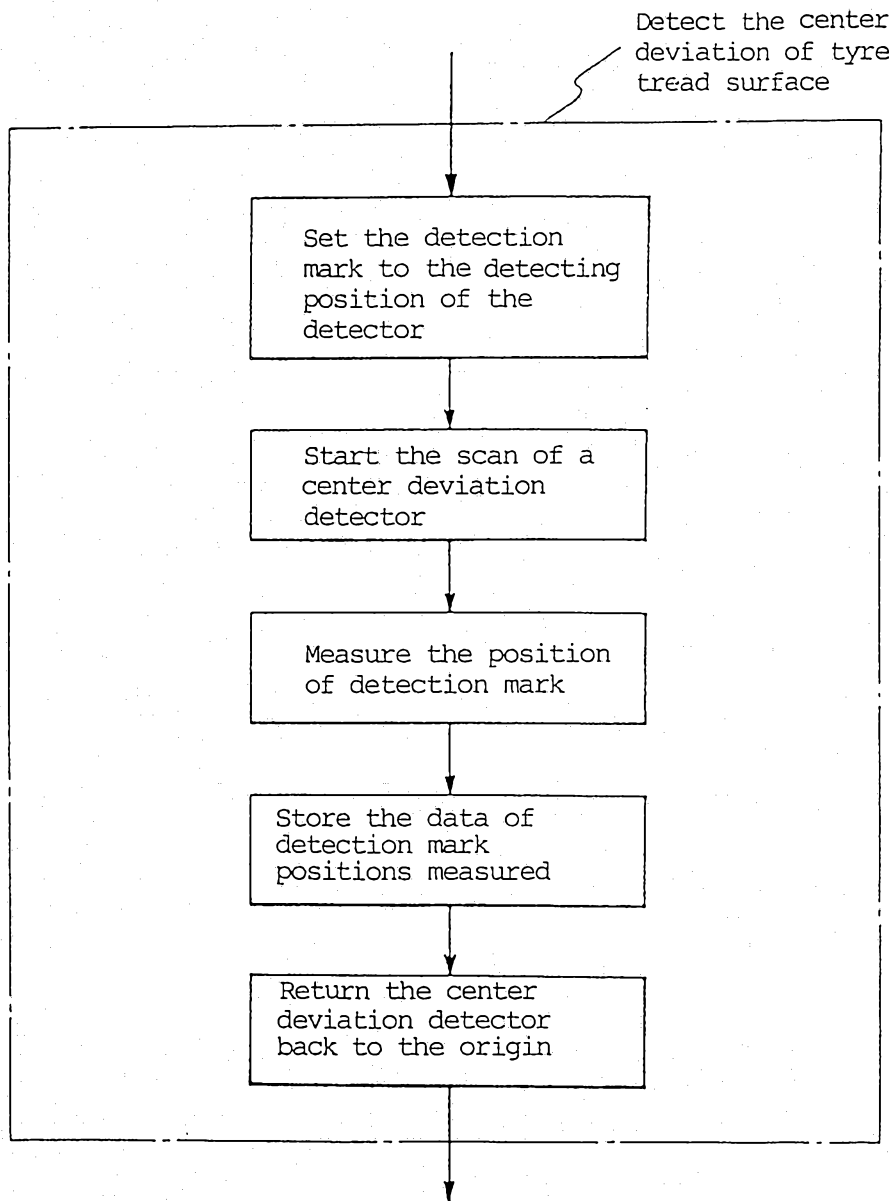 Detect the center
deviation of tyre
tread surface
Set the detection
mark to the detecting
position of the
detector
Start the scan of a
center deviation
detector
Measure the position
of detection mark
Store the data of
detection mark
positions measured
Return the center
deviation detector
back to the origin